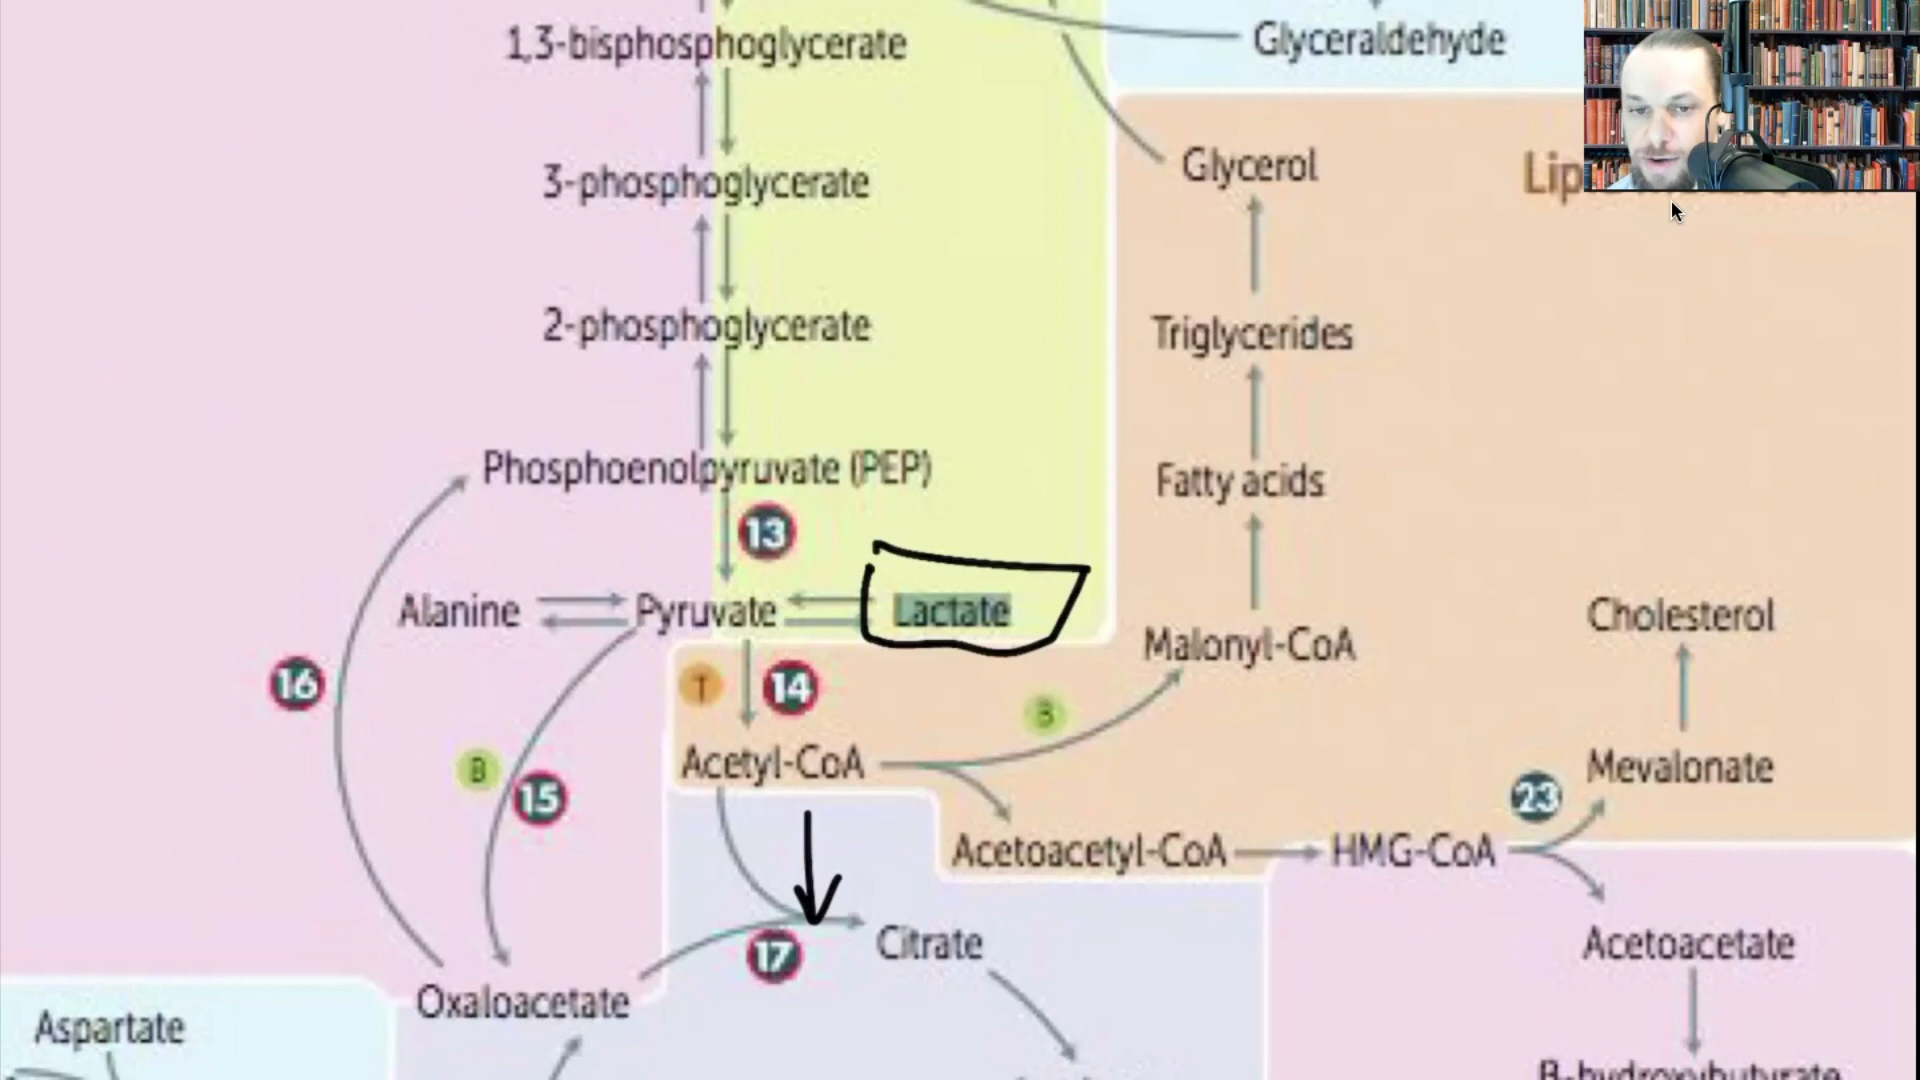 1,3-bisphosphoglycerate
Glyceraldehyde
Glycerol
Lip
3-phosphoglycerate
2-phosphoglycerate
Triglycerides
Phosphoenolpyruvate (PEP)
Fatty acids
13
Alanine
Pyruvate
Lactate
Malonyl-CoA
Cholesterol
16
T
14
B
B
15
Acetyl-CoA
Mevalonate
23
Acetoacetyl-CoA
HMG-CoA
17
Citrate
Acetoacetate
Oxaloacetate
Aspartate
β-hydroxybutyrate